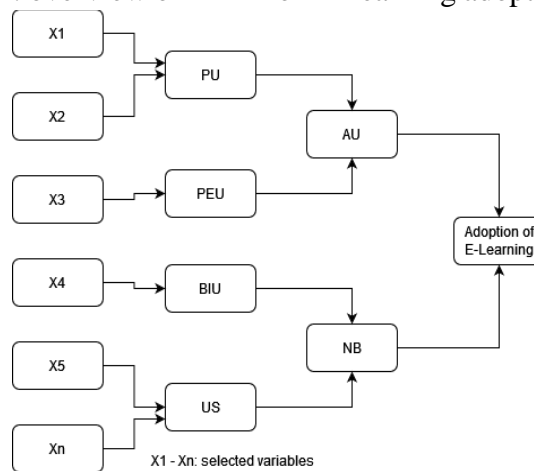 X1
PU
X2
AU
X3
PEU
Adoption of
E-Learning
X4
BIU
NB
X5
US
Xn
X1 - Xn: selected variables